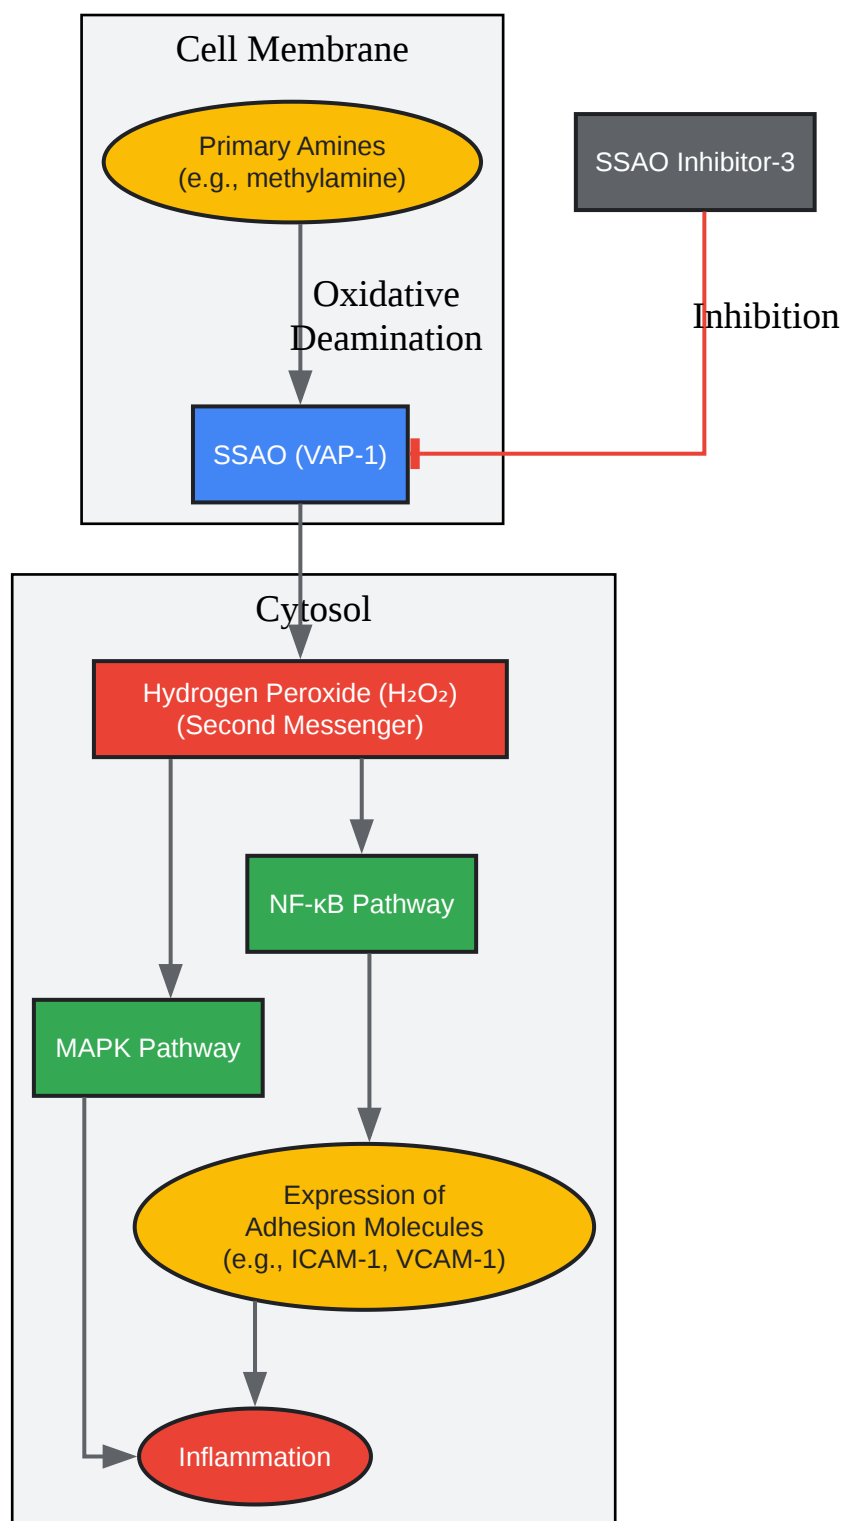 Cell Membrane
Primary Amines
(e.g., methylamine)
SSAO Inhibitor-3
Oxidative
Deamination
Inhibition
SSAO (VAP-1)
Cytosol
Hydrogen Peroxide (H₂O₂)
(Second Messenger)
NF-κB Pathway
MAPK Pathway
Expression of
Adhesion Molecules
(e.g., ICAM-1, VCAM-1)
Inflammation